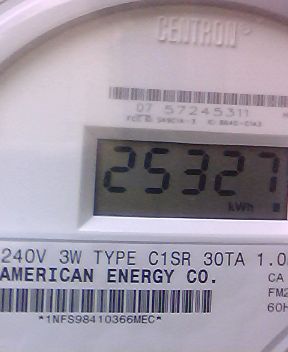 CENTRON®
07 57245311
25327
kWh
240V 3W TYPE C1SR 30TA 1.0
AMERICAN ENERGY CO.
CA
FM2
60H
*1NFS98410366MEC*